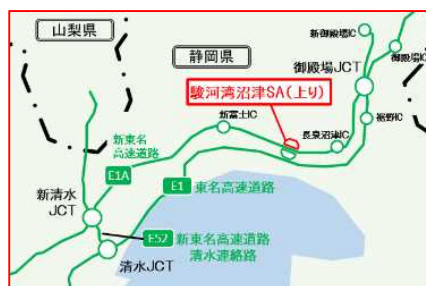 山梨県
静岡県
新御殿場IC
御殿場IC
御殿場JCT
駿河湾沼津SA(上り)
新富士IC
長泉沼津IC
裾野IC
新東名
高速道路
E1A
E1
東名高速道路
新清水
JCT
E52
新東名高速道路
清水連絡路
清水JCT